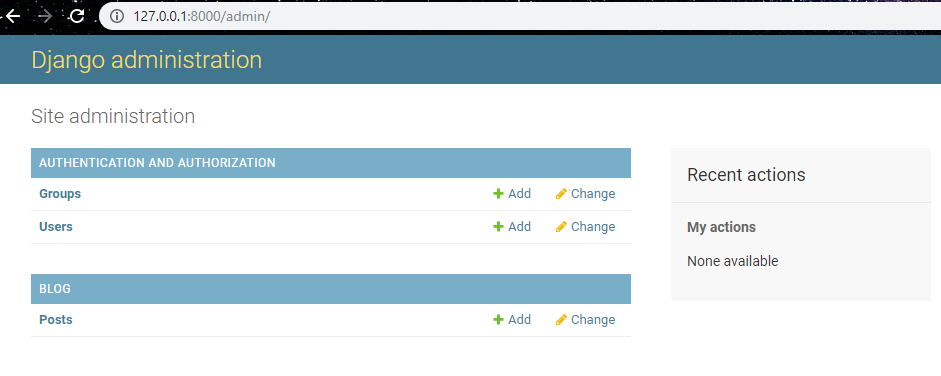 127.0.0.1:8000/admin/
Django administration
Site administration
AUTHENTICATION AND AUTHORIZATION
Groups Add Change
Users Add Change
BLOG
Posts Add Change
Recent actions
My actions
None available